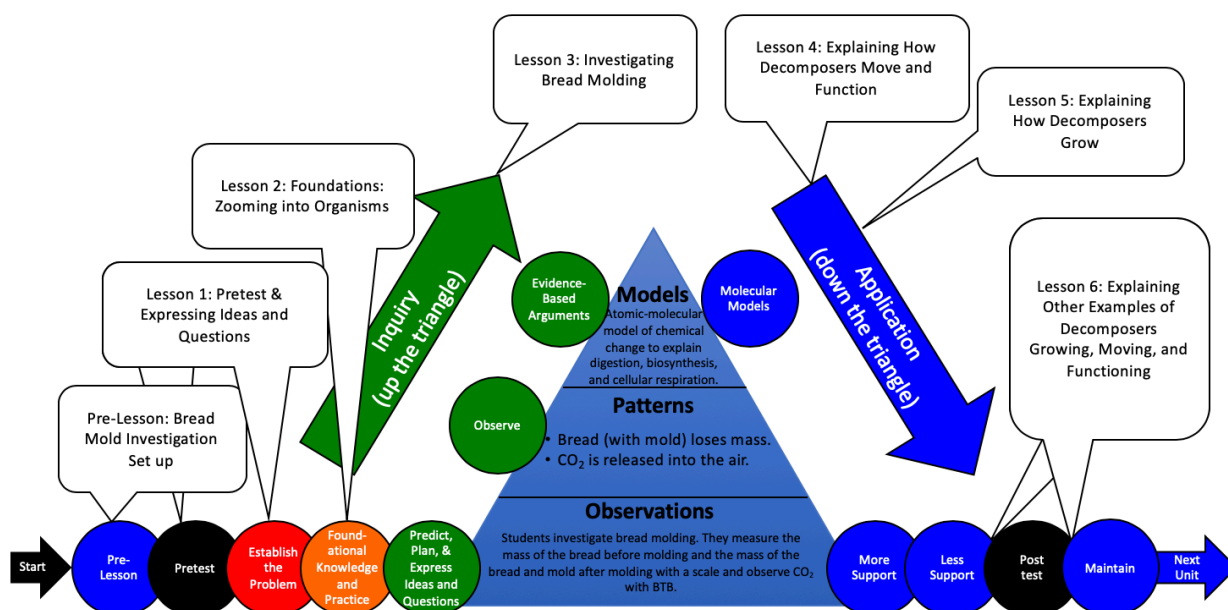 Lesson 3: Investigating
Bread Molding
Lesson 4: Explaining How
Decomposers Move and
Function
Lesson 5: Explaining
How Decomposers
Grow
Lesson 2: Foundations:
Zooming into Organisms
Lesson 1: Pretest &
Expressing Ideas and
Questions
Pre-Lesson: Bread
Mold Investigation
Set up
Lesson 6: Explaining
Other Examples of
Decomposers
Growing, Moving, and
Functioning
Inquiry
(up the triangle)
Application
(down the triangle)
Evidence-
Based
Arguments
Molecular
Models
Observe
Models
Atomic-molecular
model of chemical
change to explain
digestion, biosynthesis,
and cellular respiration.
Patterns
• Bread (with mold) loses mass.
• CO₂ is released into the air.
Observations
Students investigate bread molding. They measure the
mass of the bread before molding and the mass of the
bread and mold after molding with a scale and observe CO₂
with BTB.
Start
Pre-
Lesson
Pretest
Establish
the
Problem
Found-
ational
Knowledge
and
Practice
Predict,
Plan, &
Express
Ideas and
Questions
More
Support
Less
Support
Post
test
Maintain
Next
Unit